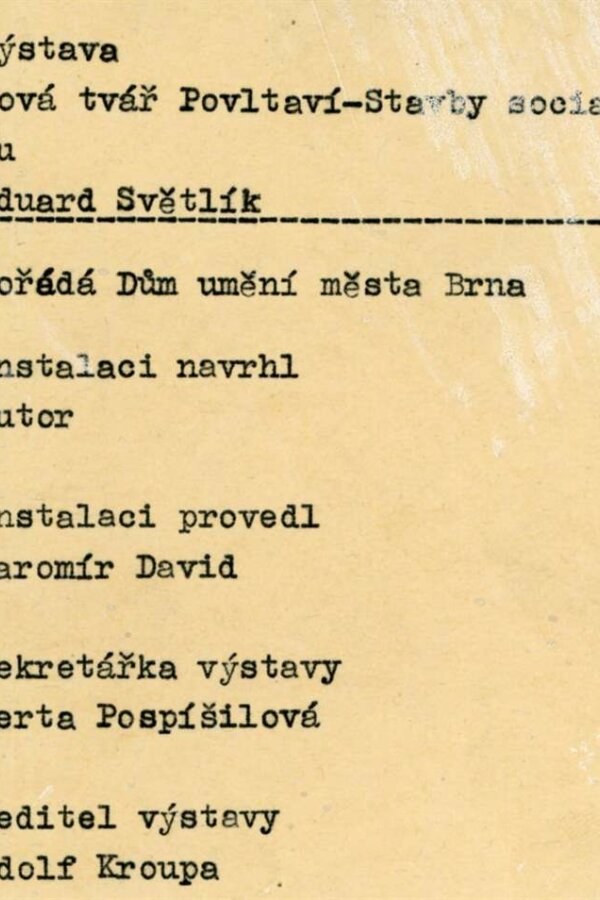 ýstava
ová tvář Povltaví-Stavby socia
u
duard Světlík
ořádá Dům umění města Brna
nstalaci navrhl
utor
nstalaci provedl
aromír David
ekretářka výstavy
erta Pospíšilová
editel výstavy
dolf Kroupa